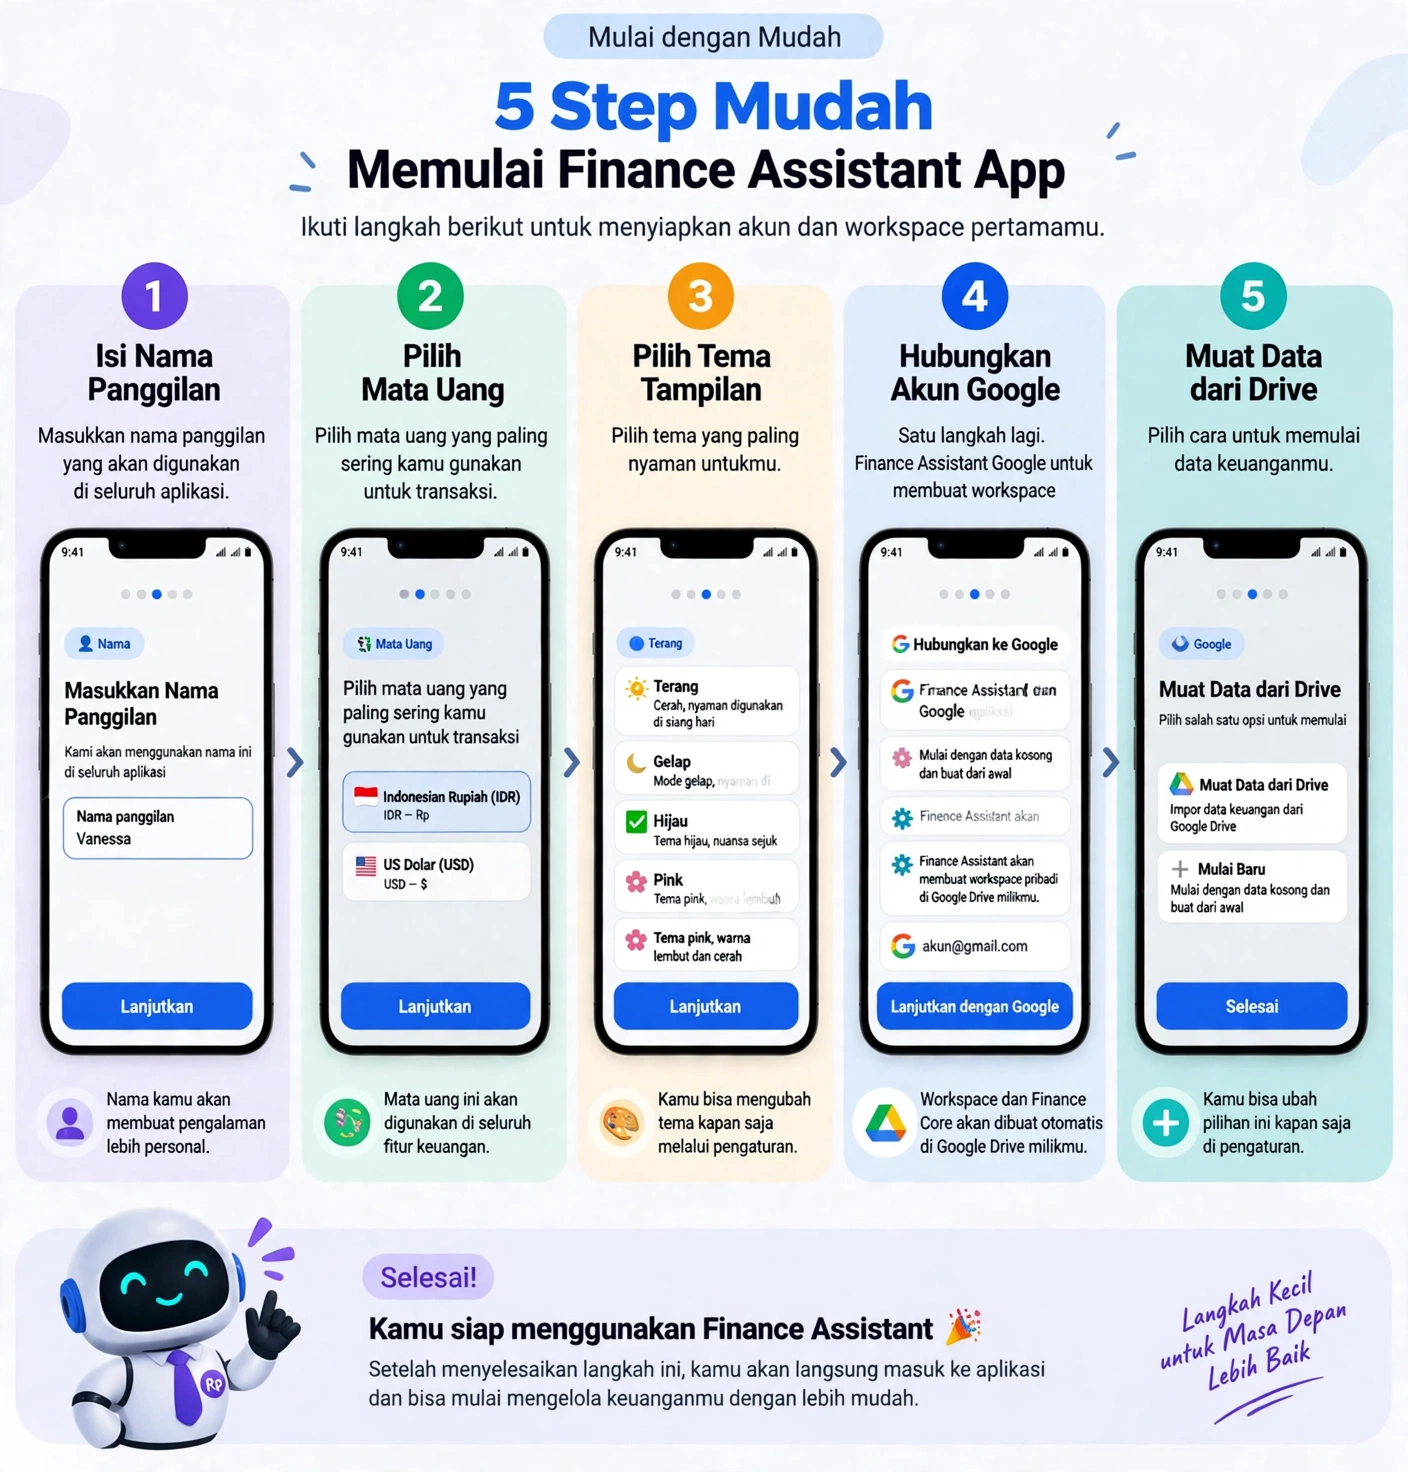 Mulai dengan Mudah
5 Step Mudah
Memulai Finance Assistant App
Ikuti langkah berikut untuk menyiapkan akun dan workspace pertamamu.
1
Isi Nama
Panggilan
Masukkan nama panggilan
yang akan digunakan
di seluruh aplikasi.
9:41
Nama
Masukkan Nama
Panggilan
Kami akan menggunakan nama ini
di seluruh aplikasi
Nama panggilan
Vanessa
Lanjutkan
Nama kamu akan
membuat pengalaman
lebih personal.
2
Pilih
Mata Uang
Pilih mata uang yang paling
sering kamu gunakan
untuk transaksi.
9:41
Mata Uang
Pilih mata uang yang
paling sering kamu
gunakan untuk transaksi
Indonesian Rupiah (IDR)
IDR – Rp
US Dolar (USD)
USD – $
Lanjutkan
Mata uang ini akan
digunakan di seluruh
fitur keuangan.
3
Pilih Tema
Tampilan
Pilih tema yang paling
nyaman untukmu.
9:41
Terang
Terang
Cerah, nyaman digunakan
di siang hari
Gelap
Mode gelap, nyaman di
Hijau
Tema hijau, nuansa sejuk
Pink
Tema pink, warna lembuh
Tema pink, warna
lembut dan cerah
Lanjutkan
Kamu bisa mengubah
tema kapan saja
melalui pengaturan.
4
Hubungkan
Akun Google
Satu langkah lagi.
Finance Assistant Google untuk
membuat workspace
9:41
Hubungkan ke Google
Finance Assistant dan
Google aplikasi
Mulai dengan data kosong
dan buat dari awal
Finence Assistant akan
Finance Assistant akan
membuat workspace pribadi
di Google Drive milikmu.
akun@gmail.com
Lanjutkan dengan Google
Workspace dan Finance
Core akan dibuat otomatis
di Google Drive milikmu.
5
Muat Data
dari Drive
Pilih cara untuk memulai
data keuanganmu.
9:41
Google
Muat Data dari Drive
Pilih salah satu opsi untuk memulai
Muat Data dari Drive
Impor data keuangan dari
Google Drive
Mulai Baru
Mulai dengan data kosong dan
buat dari awal
Selesai
Kamu bisa ubah
pilihan ini kapan saja
di pengaturan.
RP
Selesai!
Kamu siap menggunakan Finance Assistant
Setelah menyelesaikan langkah ini, kamu akan langsung masuk ke aplikasi
dan bisa mulai mengelola keuanganmu dengan lebih mudah.
Langkah Kecil
untuk Masa Depan
Lebih Baik